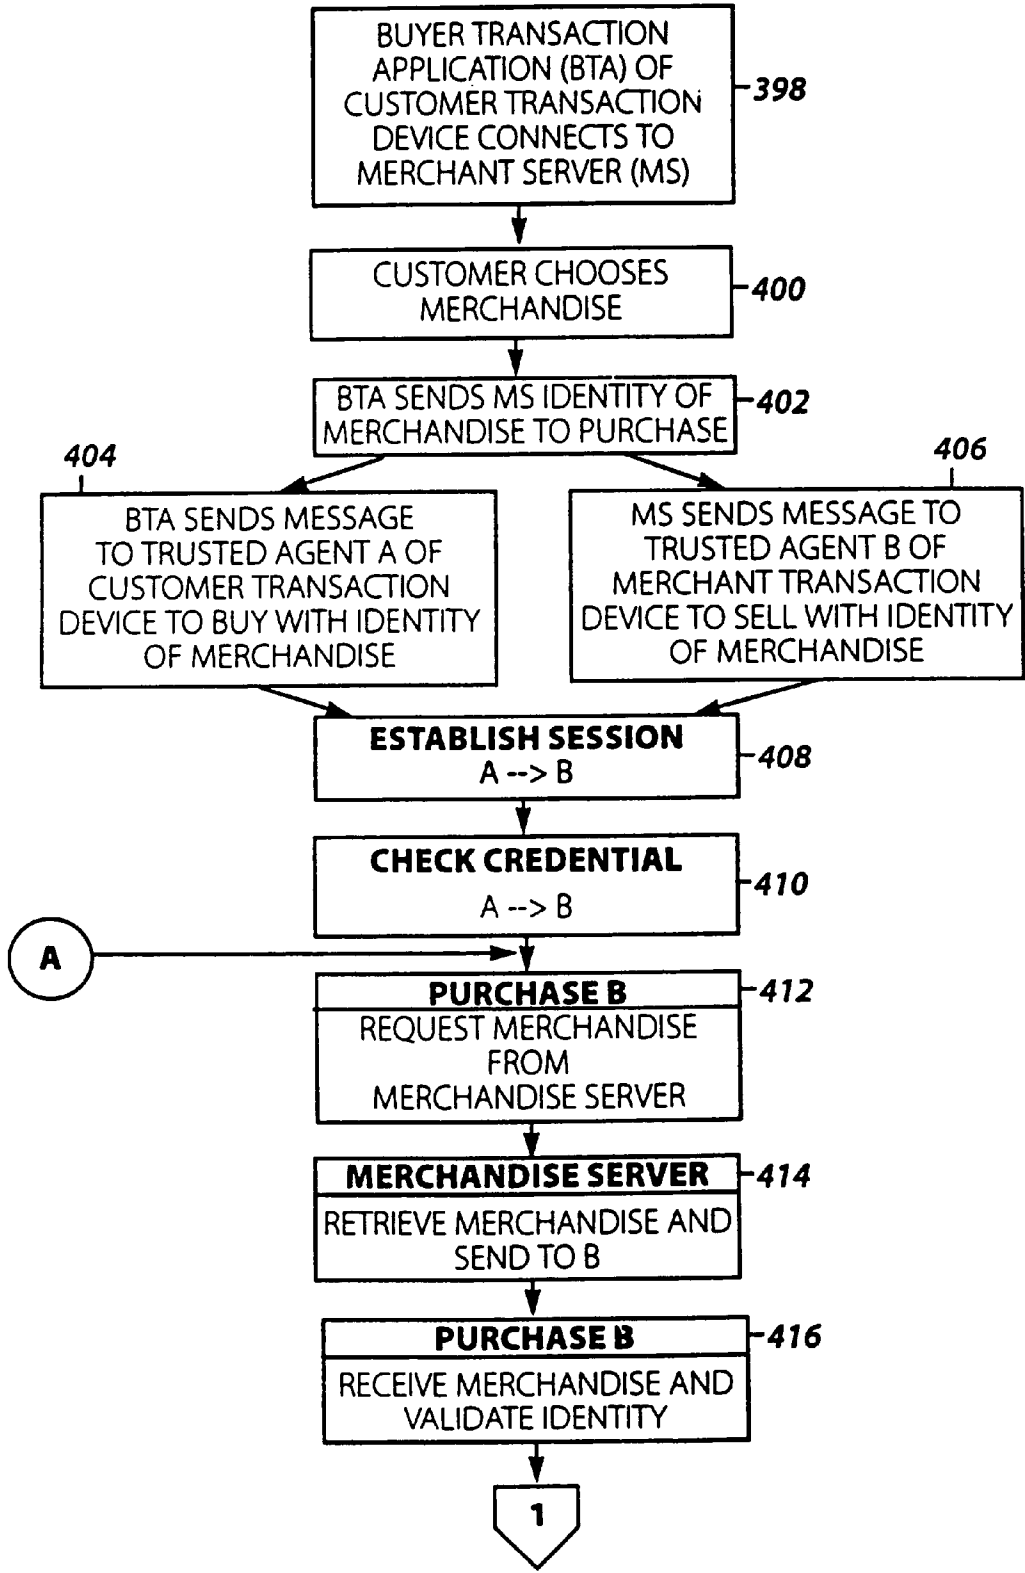 BUYER TRANSACTION
APPLICATION (BTA) OF
CUSTOMER TRANSACTION
DEVICE CONNECTS TO
MERCHANT SERVER (MS)
398
CUSTOMER CHOOSES
MERCHANDISE
400
BTA SENDS MS IDENTITY OF
MERCHANDISE TO PURCHASE
402
404
BTA SENDS MESSAGE
TO TRUSTED AGENT A OF
CUSTOMER TRANSACTION
DEVICE TO BUY WITH IDENTITY
OF MERCHANDISE
406
MS SENDS MESSAGE TO
TRUSTED AGENT B OF
MERCHANT TRANSACTION
DEVICE TO SELL WITH IDENTITY
OF MERCHANDISE
ESTABLISH SESSION
A --> B
408
CHECK CREDENTIAL
A --> B
410
A
PURCHASE B
412
REQUEST MERCHANDISE
FROM
MERCHANDISE SERVER
MERCHANDISE SERVER
414
RETRIEVE MERCHANDISE AND
SEND TO B
PURCHASE B
416
RECEIVE MERCHANDISE AND
VALIDATE IDENTITY
1